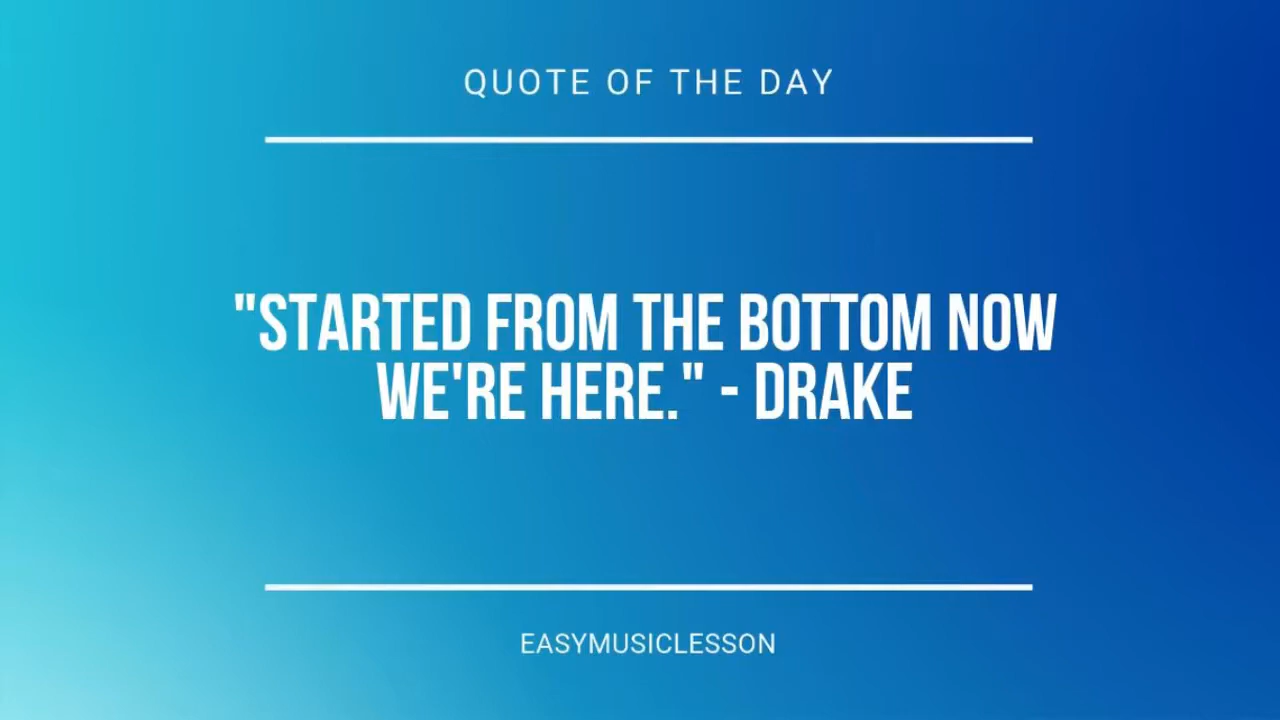 QUOTE OF THE DAY
"STARTED FROM THE BOTTOM NOW
WE'RE HERE." - DRAKE
EASYMUSICLESSON